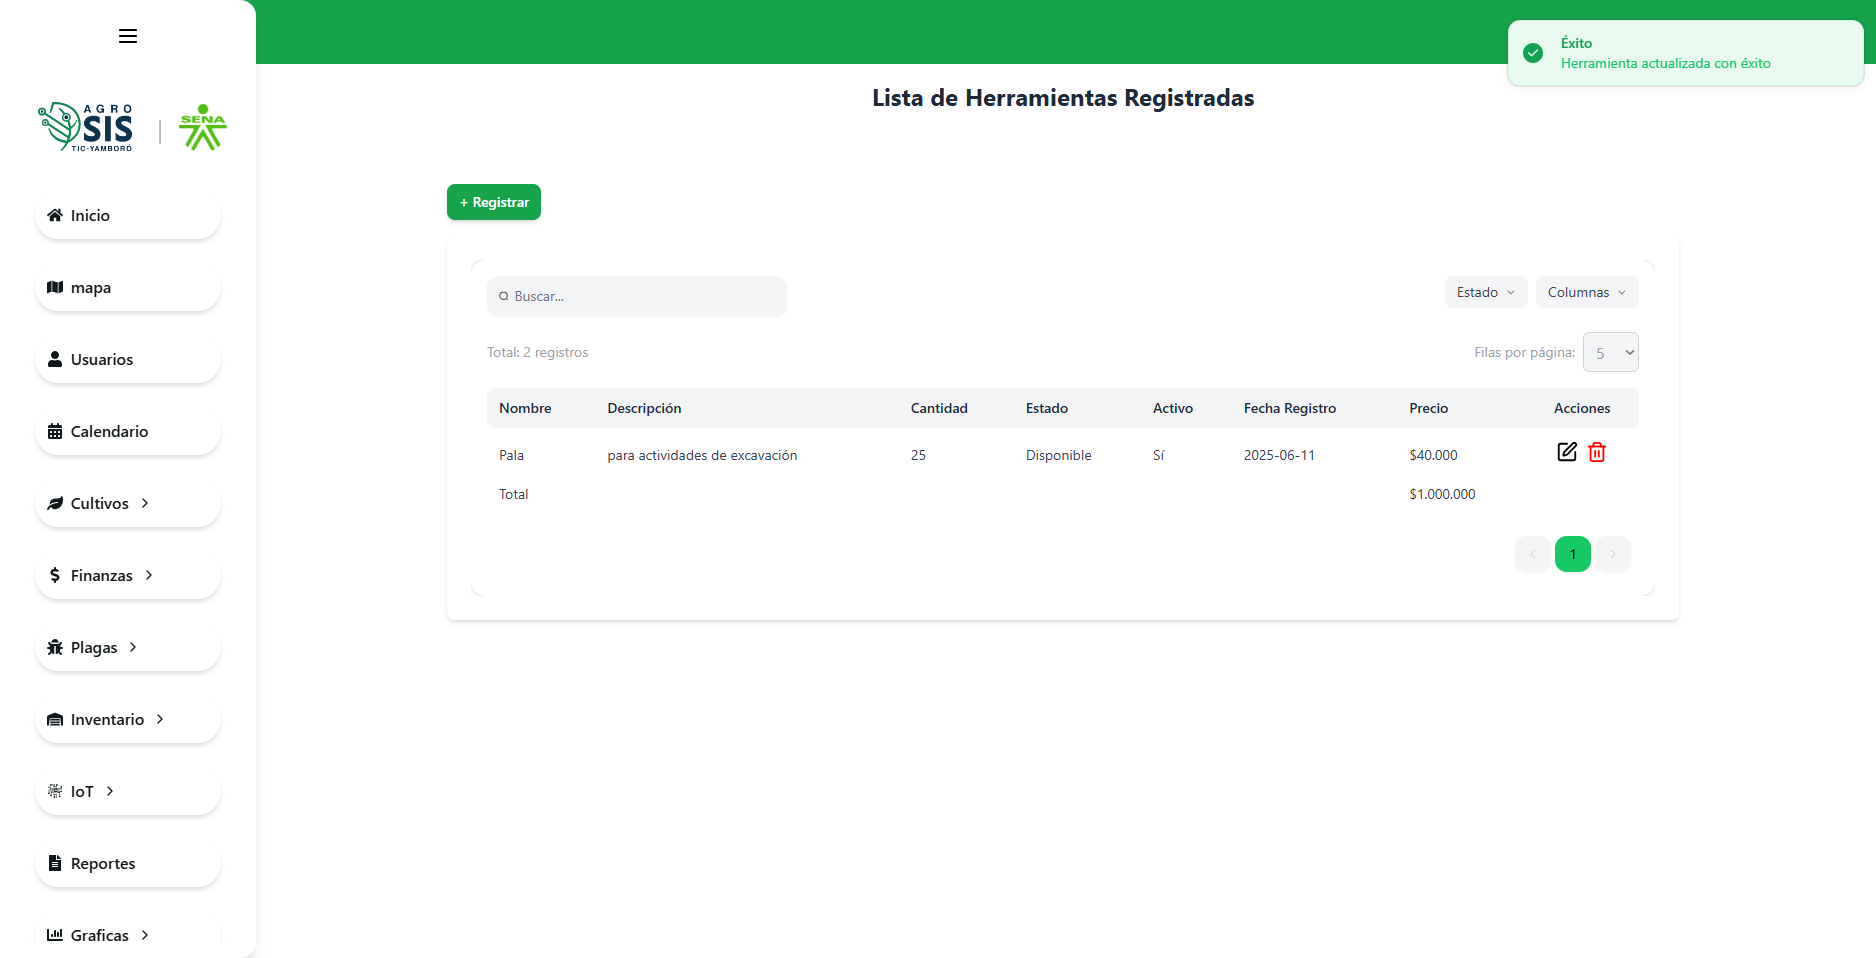 Éxito
Herramienta actualizada con éxito
AGRO
SIS
TIC-YAMBORÓ
SENA
Inicio
mapa
Usuarios
Calendario
Cultivos
Finanzas
Plagas
Inventario
IoT
Reportes
Graficas
Lista de Herramientas Registradas
+ Registrar
Buscar...
Estado Columnas
Total: 2 registros Filas por página: 5
Nombre Descripción Cantidad Estado Activo Fecha Registro Precio Acciones
Pala para actividades de excavación 25 Disponible Sí 2025-06-11 $40.000
Total $1.000.000
1